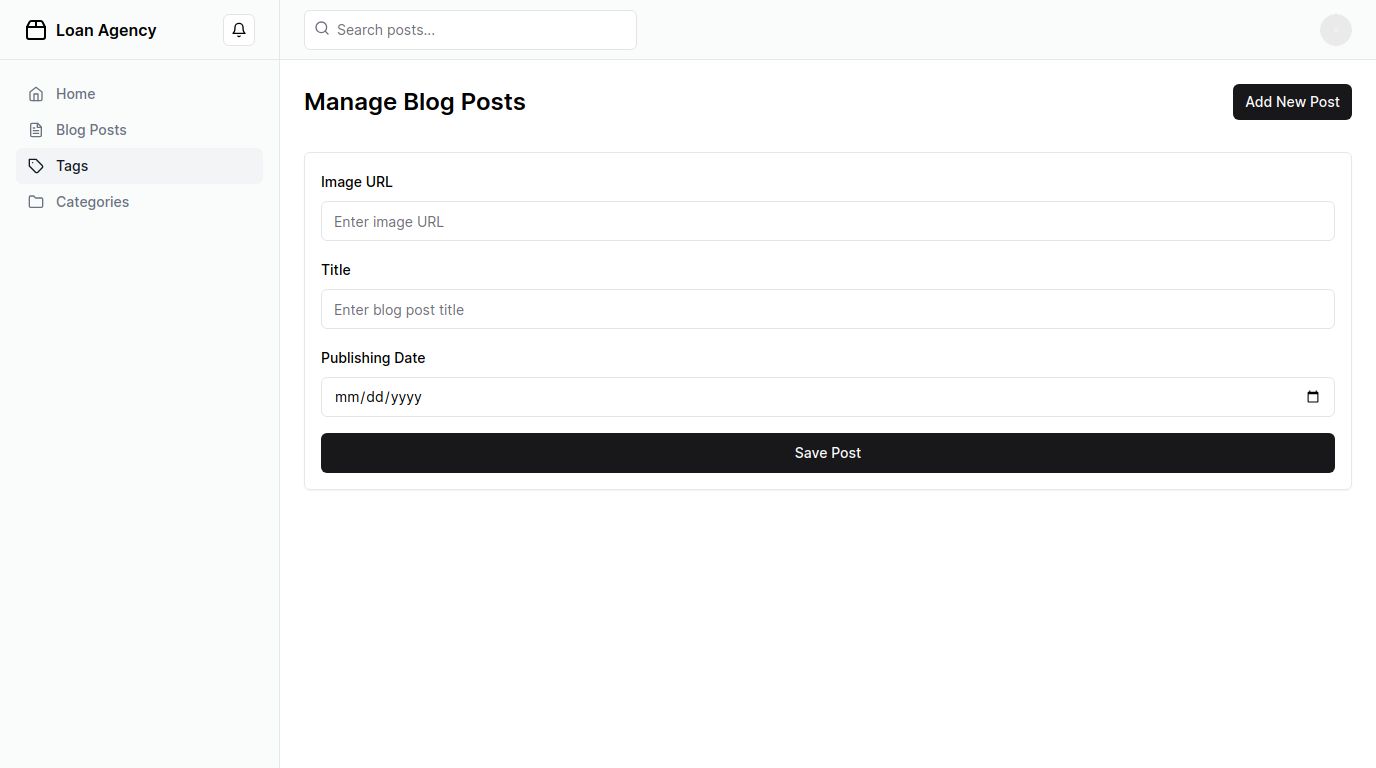 Loan Agency
Search posts...
Home
Blog Posts
Tags
Categories
Manage Blog Posts
Add New Post
Image URL
Enter image URL
Title
Enter blog post title
Publishing Date
mm/dd/yyyy
Save Post